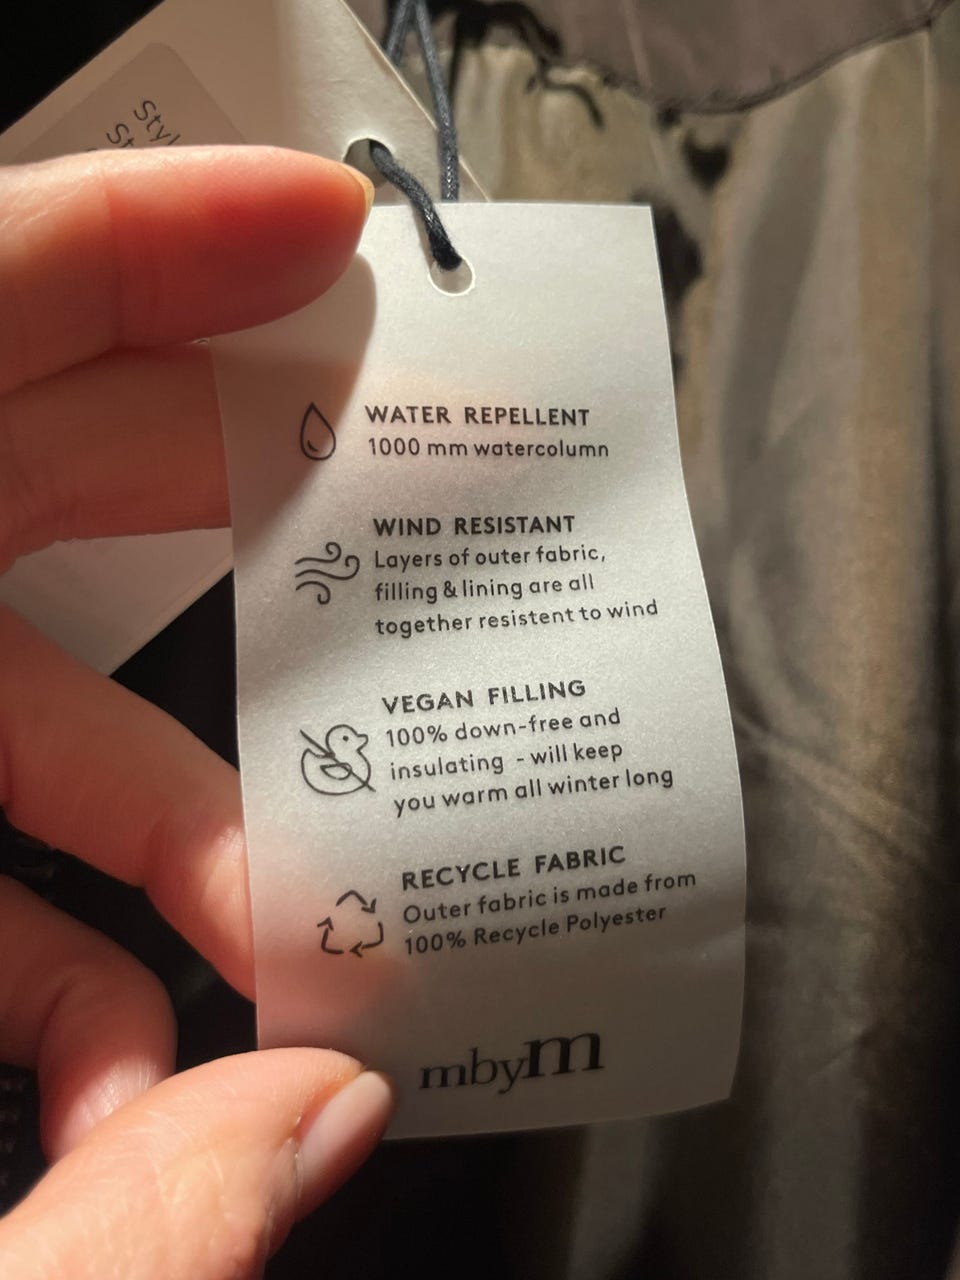 Styl
St
WATER REPELLENT
1000 mm watercolumn
WIND RESISTANT
Layers of outer fabric,
filling & lining are all
together resistent to wind
VEGAN FILLING
100% down-free and
insulating - will keep
you warm all winter long
RECYCLE FABRIC
Outer fabric is made from
100% Recycle Polyester
mbym